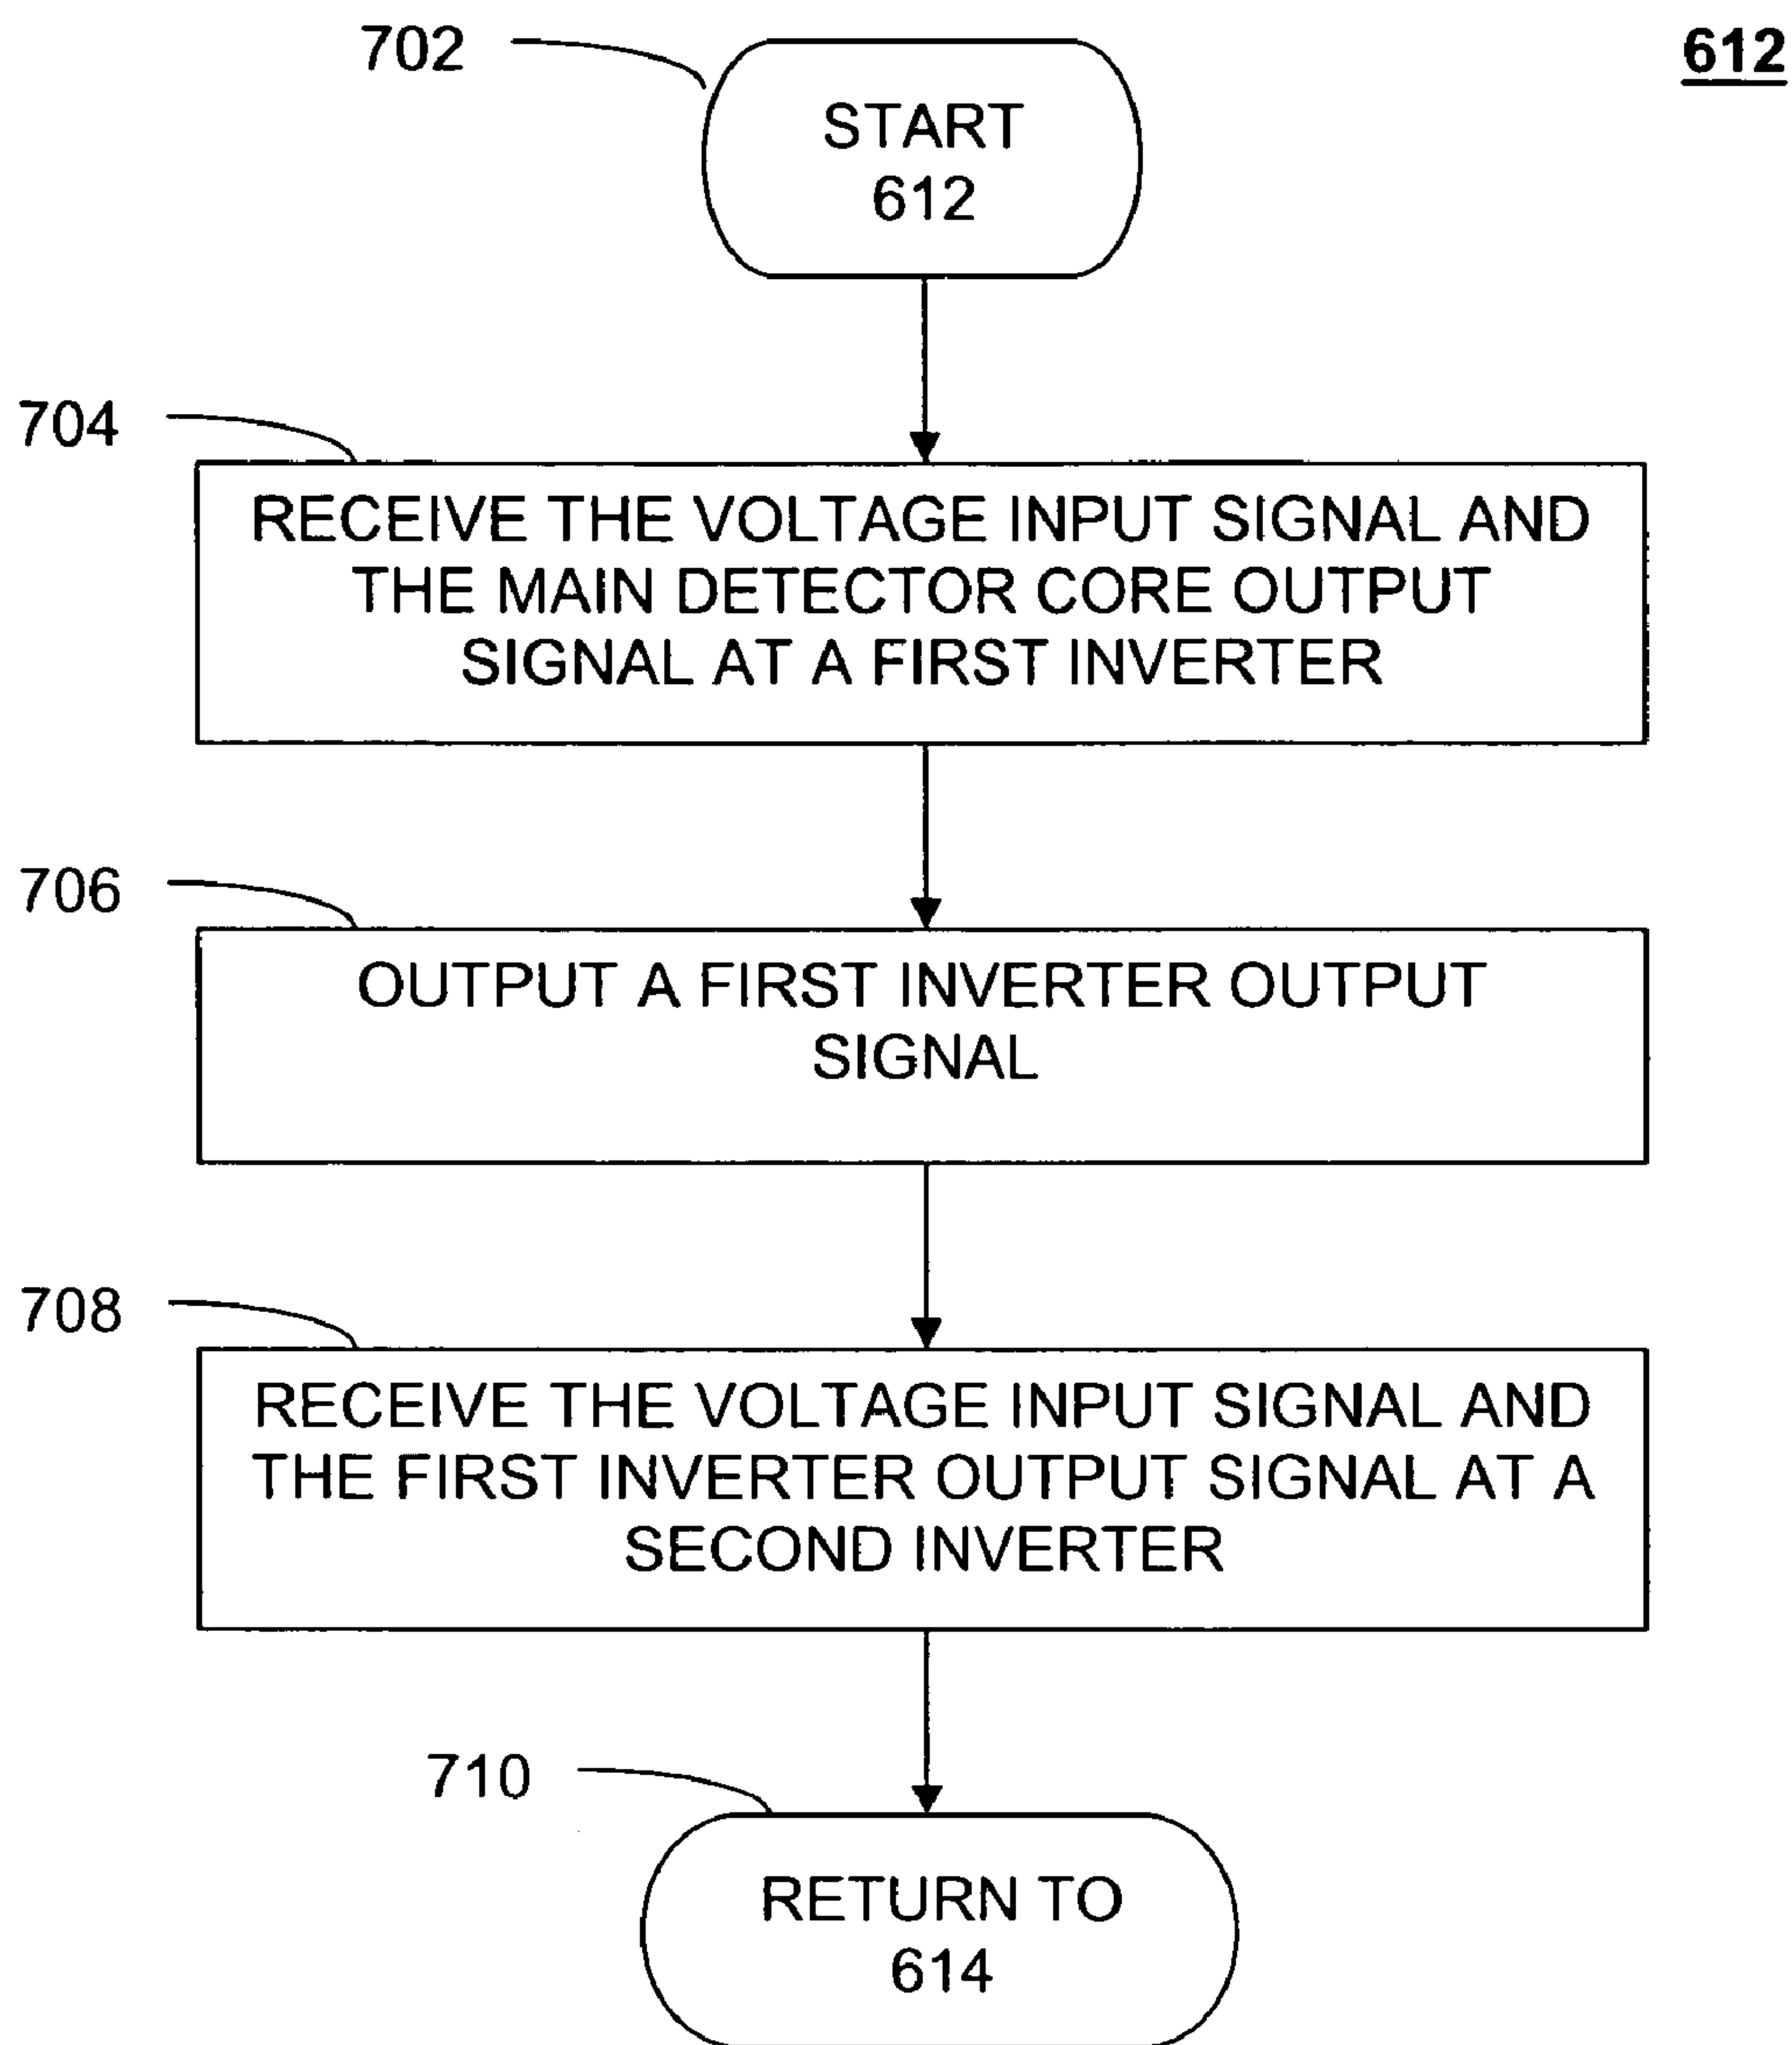 702
612
START
612
704
RECEIVE THE VOLTAGE INPUT SIGNAL AND
THE MAIN DETECTOR CORE OUTPUT
SIGNAL AT A FIRST INVERTER
706
OUTPUT A FIRST INVERTER OUTPUT
SIGNAL
708
RECEIVE THE VOLTAGE INPUT SIGNAL AND
THE FIRST INVERTER OUTPUT SIGNAL AT A
SECOND INVERTER
710
RETURN TO
614